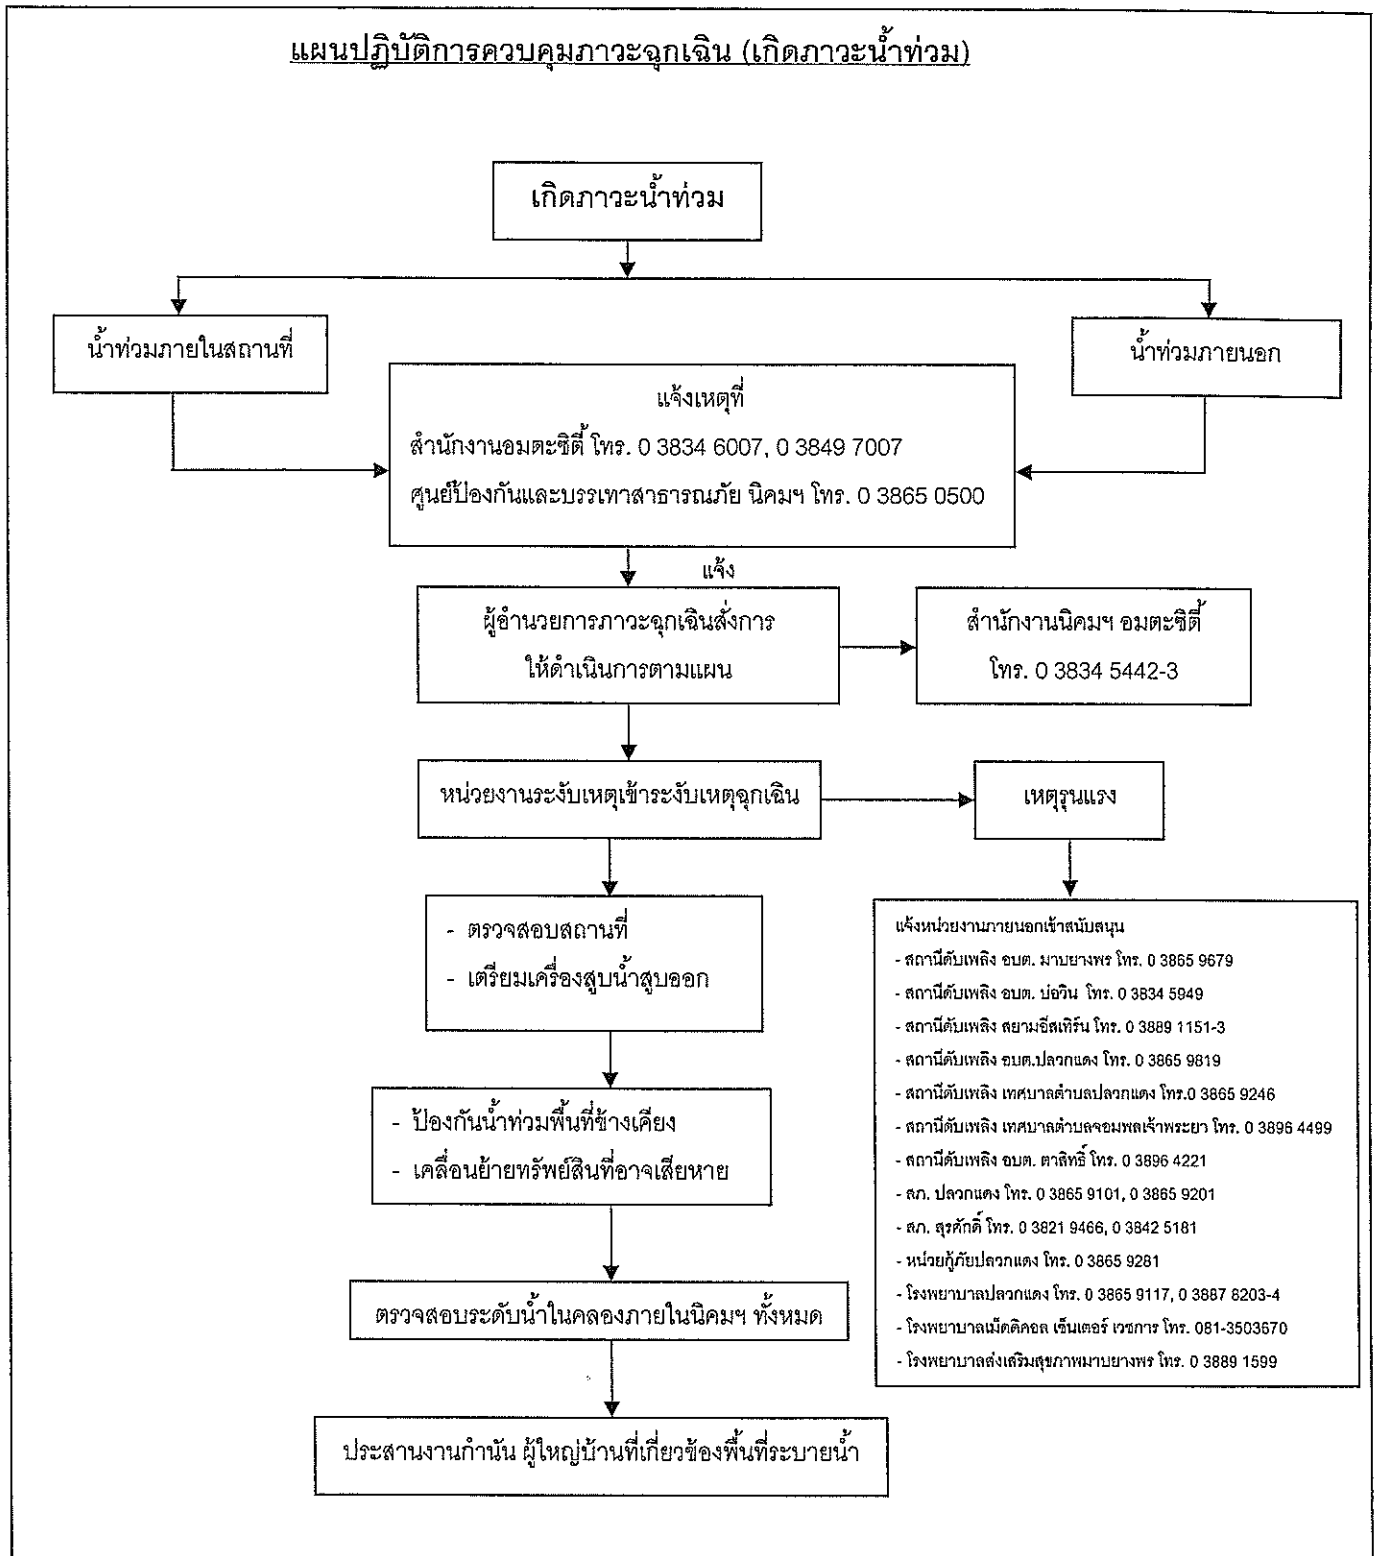 แผนปฏิบัติการควบคุมภาวะฉุกเฉิน (เกิดภาวะน้ำท่วม)
เกิดภาวะน้ำท่วม
น้ำท่วมภายในสถานที่
น้ำท่วมภายนอก
แจ้งเหตุที่
สำนักงานอมตะซิตี้ โทร. 0 3834 6007, 0 3849 7007
ศูนย์ป้องกันและบรรเทาสาธารณภัย นิคมฯ โทร. 0 3865 0500
แจ้ง
ผู้อำนวยการภาวะฉุกเฉินสั่งการ
ให้ดำเนินการตามแผน
สำนักงานนิคมฯ อมตะซิตี้
โทร. 0 3834 5442-3
หน่วยงานระงับเหตุเข้าระงับเหตุฉุกเฉิน
เหตุรุนแรง
- ตรวจสอบสถานที่
- เตรียมเครื่องสูบน้ำสูบออก
- ป้องกันน้ำท่วมพื้นที่ข้างเคียง
- เคลื่อนย้ายทรัพย์สินที่อาจเสียหาย
ตรวจสอบระดับน้ำในคลองภายในนิคมฯ ทั้งหมด
ประสานงานกำนัน ผู้ใหญ่บ้านที่เกี่ยวข้องพื้นที่ระบายน้ำ
แจ้งหน่วยงานภายนอกเข้าสนับสนุน
- สถานีดับเพลิง อบต. มาบยางพร โทร. 0 3865 9679
- สถานีดับเพลิง อบต. บ่อวิน โทร. 0 3834 5949
- สถานีดับเพลิง สยามอีสเทิร์น โทร. 0 3889 1151-3
- สถานีดับเพลิง อบต.ปลวกแดง โทร. 0 3865 9819
- สถานีดับเพลิง เทศบาลตำบลปลวกแดง โทร.0 3865 9246
- สถานีดับเพลิง เทศบาลตำบลจอมพลเจ้าพระยา โทร. 0 3896 4499
- สถานีดับเพลิง อบต. ตาสิทธิ์ โทร. 0 3896 4221
- สภ. ปลวกแดง โทร. 0 3865 9101, 0 3865 9201
- สภ. สุรศักดิ์ โทร. 0 3821 9466, 0 3842 5181
- หน่วยกู้ภัยปลวกแดง โทร. 0 3865 9281
- โรงพยาบาลปลวกแดง โทร. 0 3865 9117, 0 3887 8203-4
- โรงพยาบาลเม็ดดิคอล เซ็นเตอร์ เวชการ โทร. 081-3503670
- โรงพยาบาลส่งเสริมสุขภาพมาบยางพร โทร. 0 3889 1599